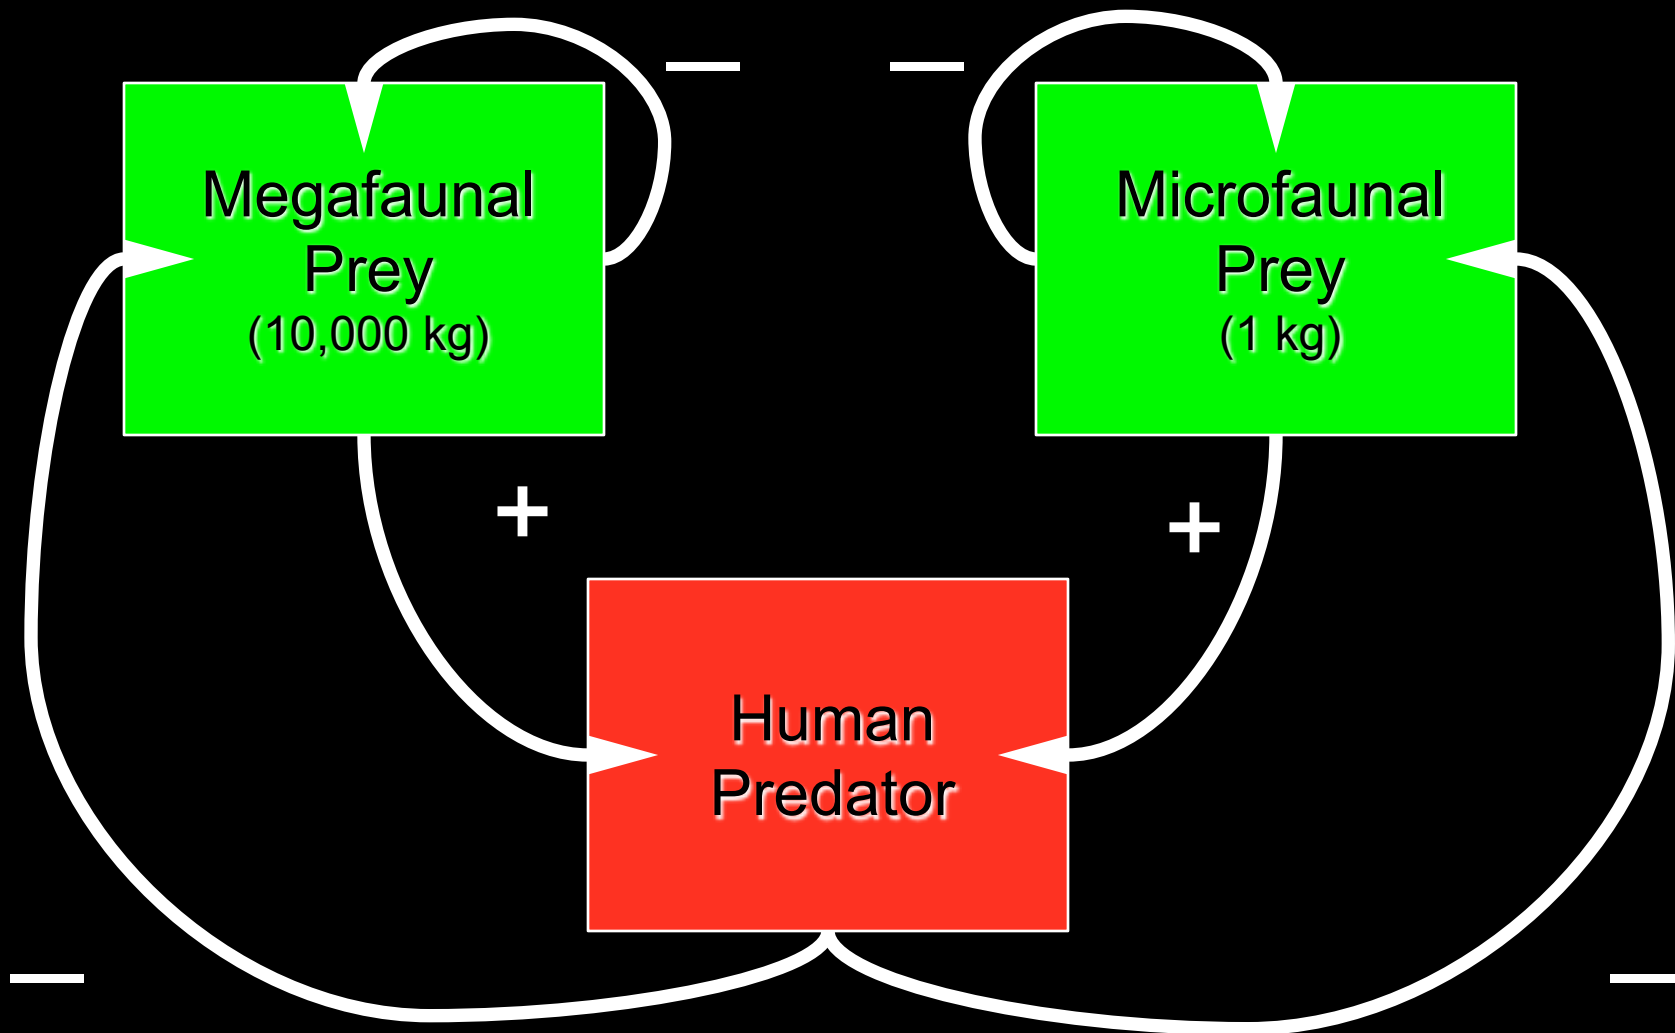 — —
Megafaunal
Prey
(10,000 kg)
Microfaunal
Prey
(1 kg)
+ +
Human
Predator
— —